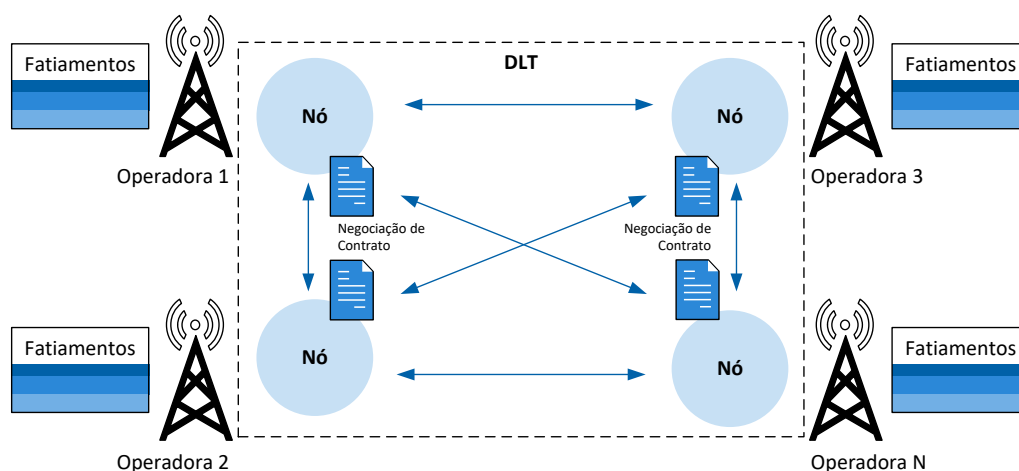 DLT
Fatiamentos
Nó
Nó
Fatiamentos
Operadora 1
Operadora 3
Negociação de
Contrato
Negociação de
Contrato
Fatiamentos
Nó
Nó
Fatiamentos
Operadora 2
Operadora N